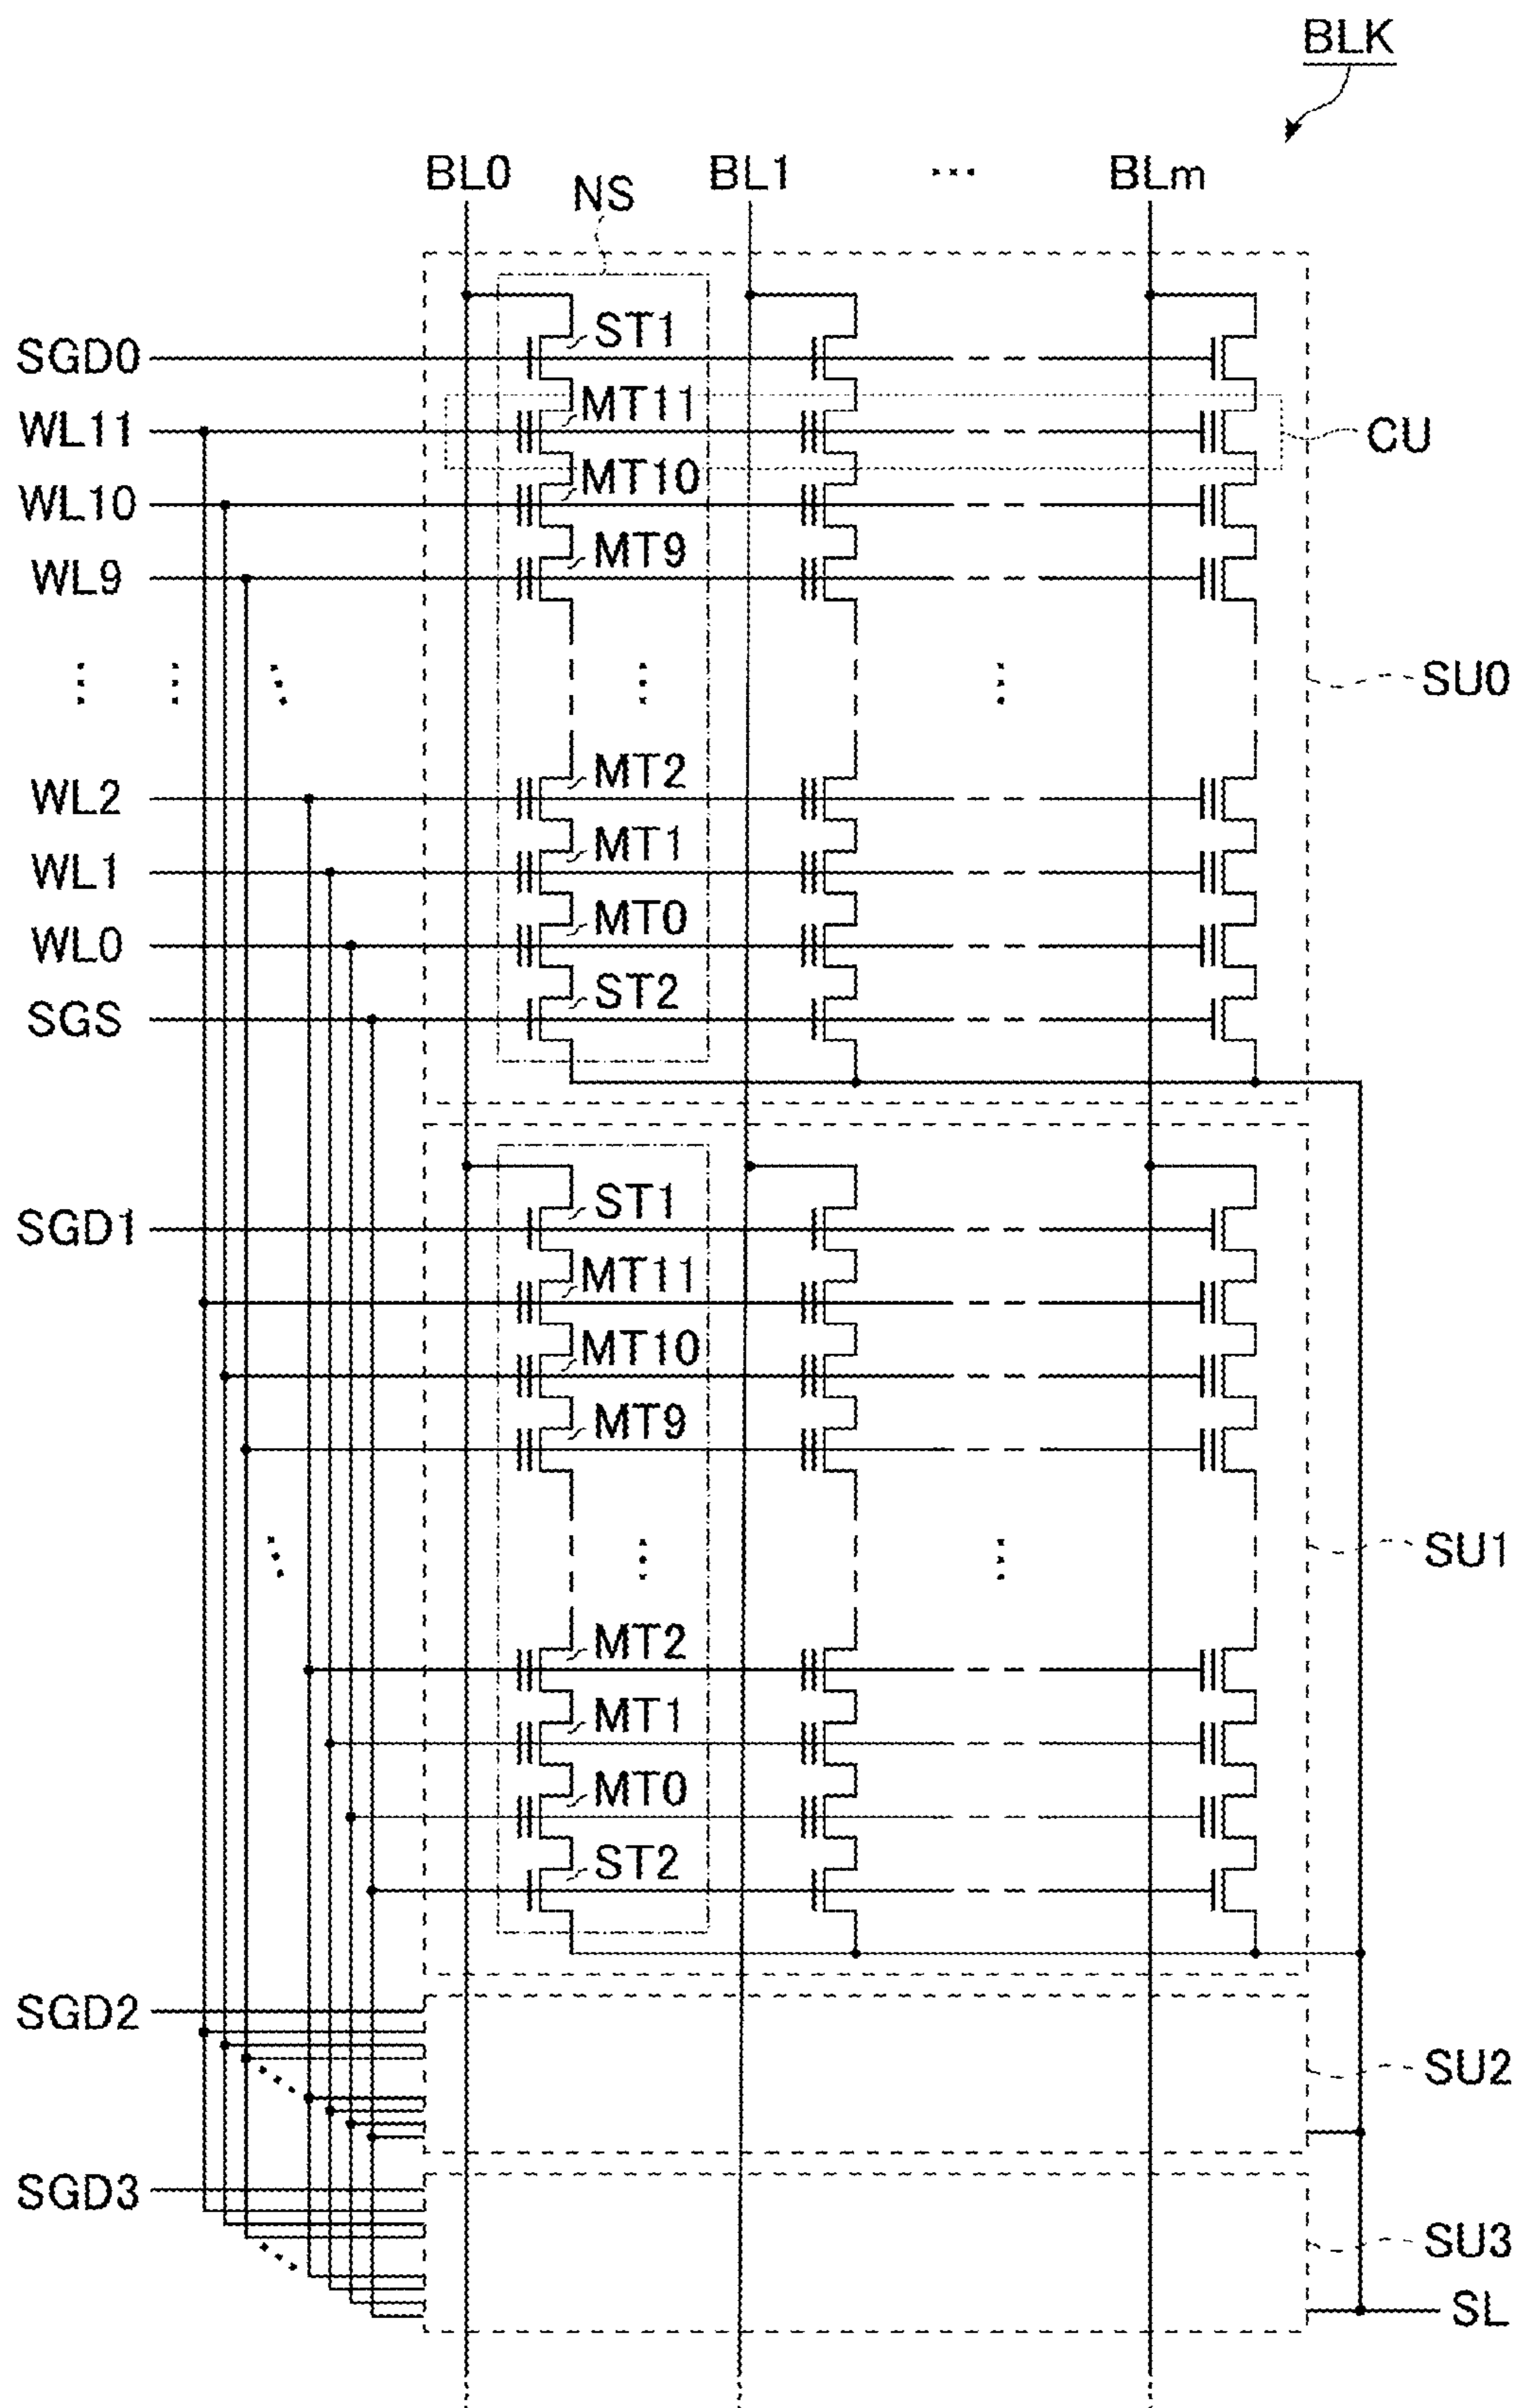 BLK
BL0 NS BL1 ... BLm
SGD0 ST1
WL11 MT11 CU
WL10 MT10
WL9 MT9
SU0
WL2 MT2
WL1 MT1
WL0 MT0
SGS ST2
SGD1 ST1
MT11
MT10
MT9
SU1
MT2
MT1
MT0
ST2
SGD2
SU2
SGD3
SU3
SL